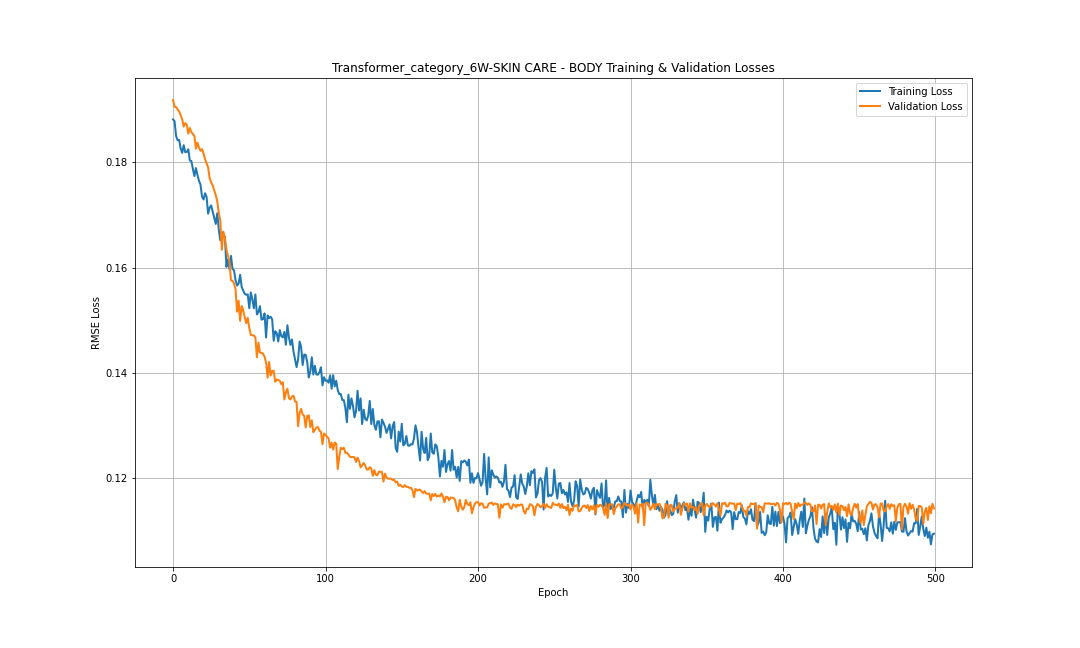 Transformer_category_6W-SKIN CARE - BODY Training & Validation Losses
Training Loss
Validation Loss
RMSE Loss
0.18
0.16
0.14
0.12
0
100
200
300
400
500
Epoch